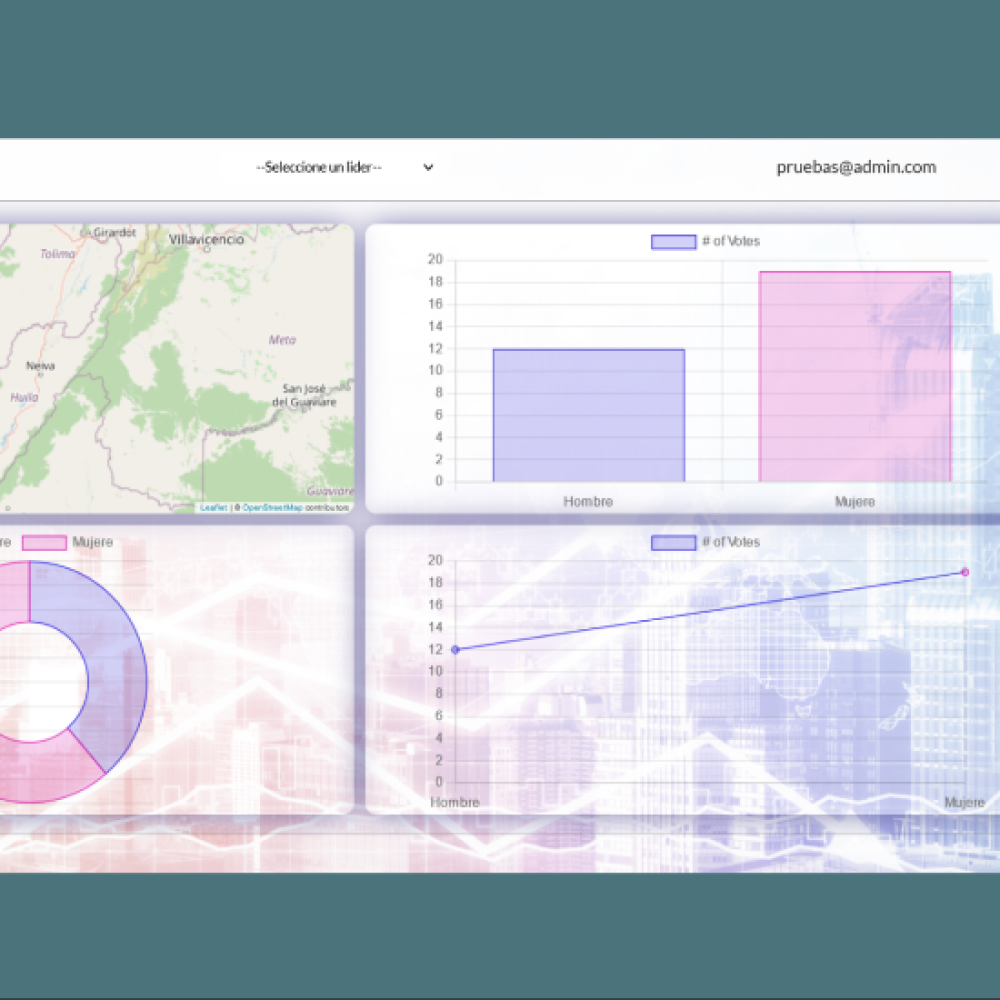 --Seleccione un lider--
pruebas@admin.com
Girardot
Villavicencio
Tolima
Meta
Neiva
Huila
San José
del Guaviare
Guaviare
Leaflet | © OpenStreetMap contributors
# of Votes
20
18
16
14
12
10
8
6
4
2
0
Hombre
Mujere
re
Mujere
# of Votes
20
18
16
14
12
10
8
6
4
2
0
Hombre
Mujere